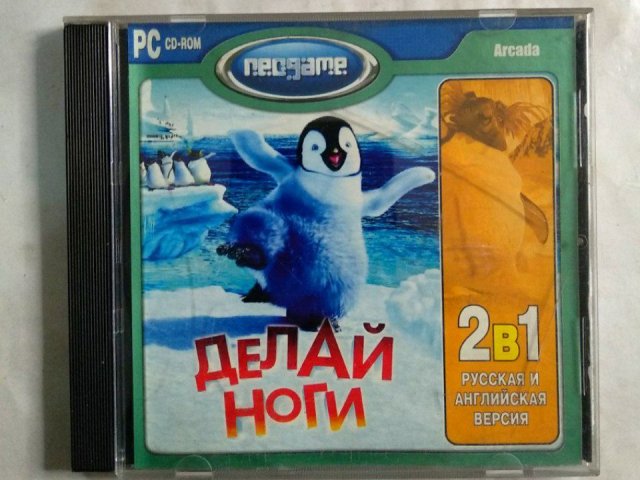 PC CD-ROM
neogame
Arcada
ДЕЛАЙ
НОГИ
2в1
РУССКАЯ И
АНГЛИЙСКАЯ
ВЕРСИЯ